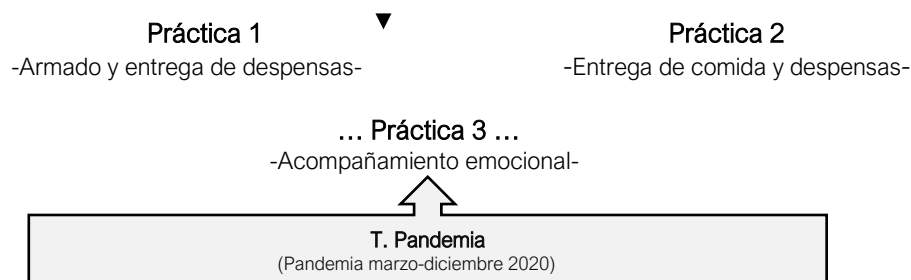 Práctica 1
Práctica 2
-Armado y entrega de despensas-
-Entrega de comida y despensas-
… Práctica 3 …
-Acompañamiento emocional-
T. Pandemia
(Pandemia marzo-diciembre 2020)